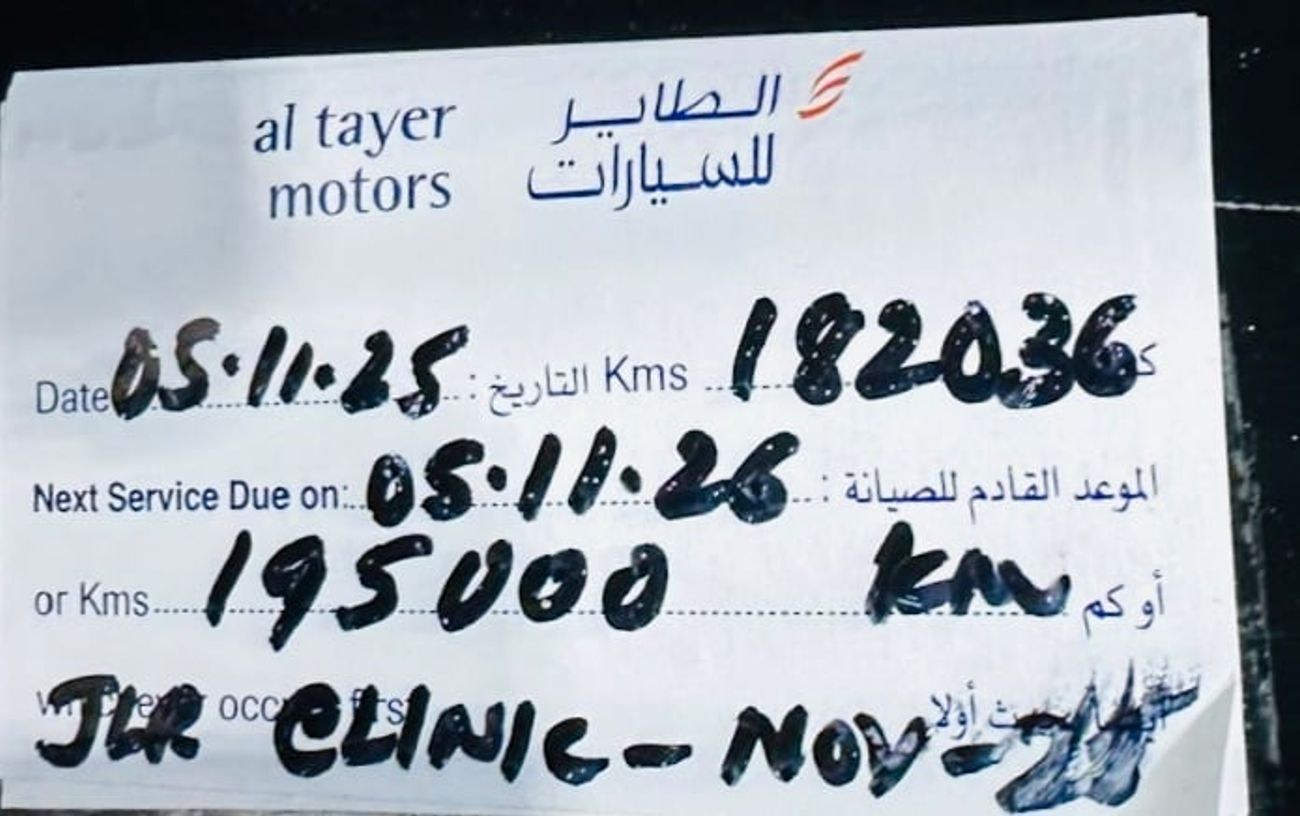 al tayer motors
الطاير للسيارات
Date 05.11.25 : التاريخ Kms 182036
Next Service Due on: 05.11.26 : الموعد القادم للصيانة
or Kms 195000 km أو كم
JLR CLINIC - NOV -